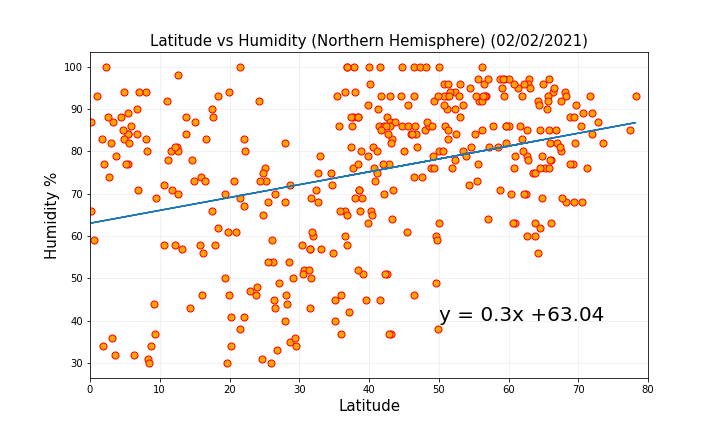 Latitude vs Humidity (Northern Hemisphere) (02/02/2021)
100
90
80
70
60
50
40
30
Humidity %
y = 0.3x +63.04
0 10 20 30 40 50 60 70 80
Latitude